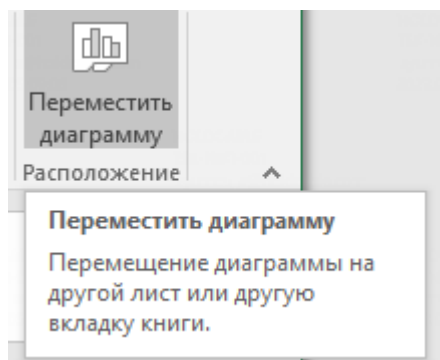 Переместить
диаграмму
Расположение
Переместить диаграмму
Перемещение диаграммы на
другой лист или другую
вкладку книги.